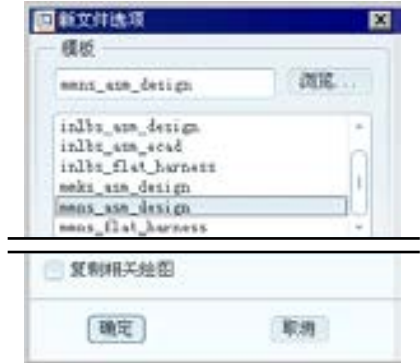 新文件选项
模板
mmns_asm_design
浏览...
inlbs_asm_design
inlbs_asm_ecad
inlbs_flat_harness
mmks_asm_design
mmns_asm_design
mmns_flat_harness
复制相关绘图
确定
取消